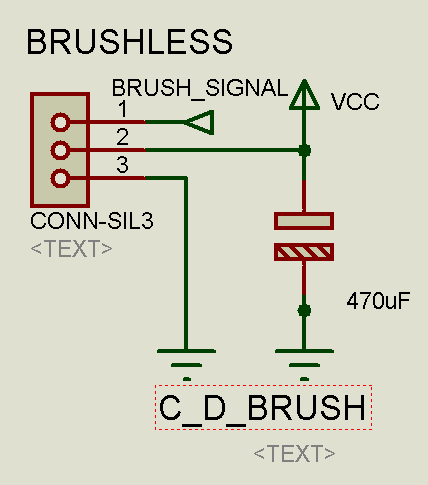 BRUSHLESS
BRUSH_SIGNAL
VCC
1
2
3
CONN-SIL3
<TEXT>
470uF
C_D_BRUSH
<TEXT>